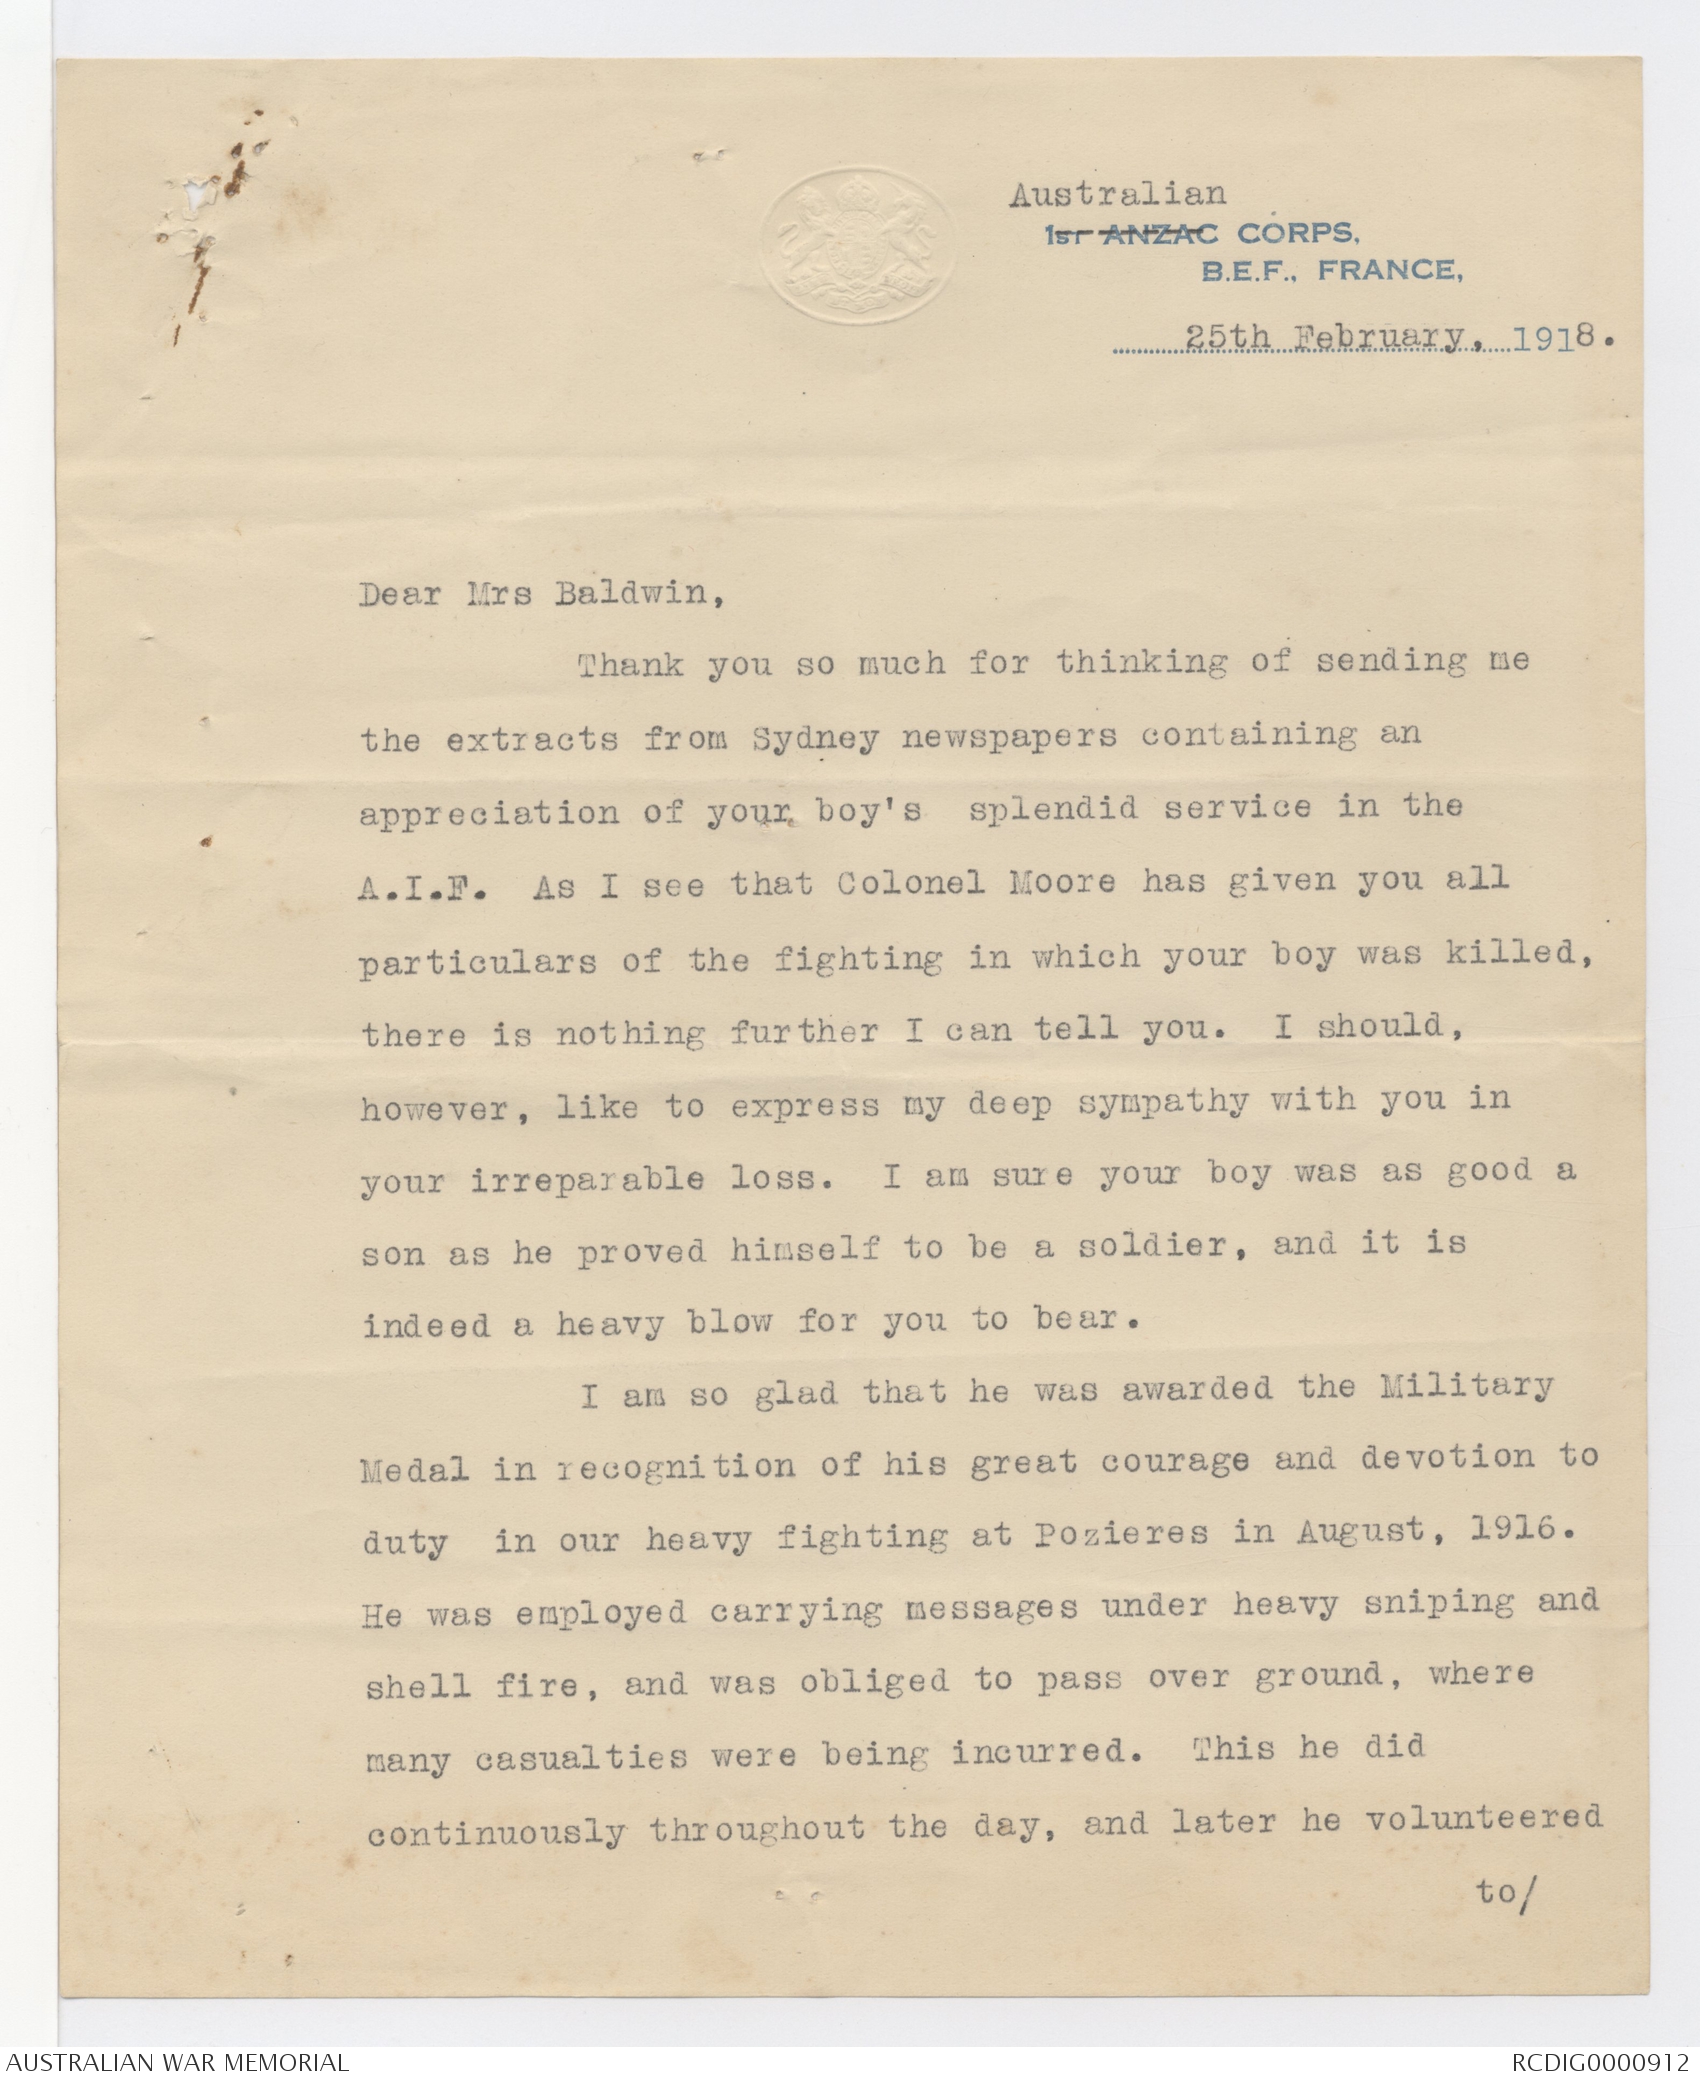 Australian
1ST ANZAC CORPS,
B.E.F., FRANCE,
25th February, 1918.
Dear Mrs Baldwin,
Thank you so much for thinking of sending me
the extracts from Sydney newspapers containing an
appreciation of your boy's splendid service in the
A.I.F. As I see that Colonel Moore has given you all
particulars of the fighting in which your boy was killed,
there is nothing further I can tell you. I should,
however, like to express my deep sympathy with you in
your irreparable loss. I am sure your boy was as good a
son as he proved himself to be a soldier, and it is
indeed a heavy blow for you to bear.
I am so glad that he was awarded the Military
Medal in recognition of his great courage and devotion to
duty in our heavy fighting at Pozieres in August, 1916.
He was employed carrying messages under heavy sniping and
shell fire, and was obliged to pass over ground, where
many casualties were being incurred. This he did
continuously throughout the day, and later he volunteered
to/
AUSTRALIAN WAR MEMORIAL
RCDIG0000912